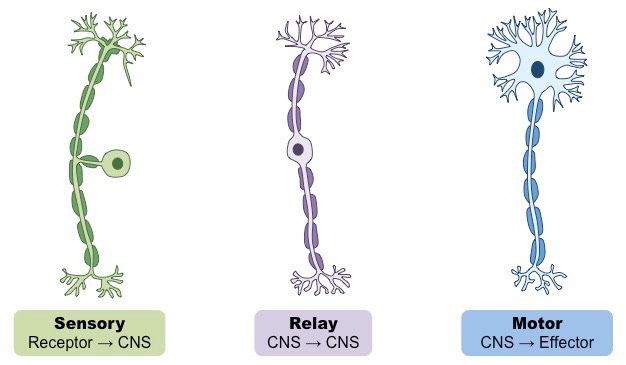 Sensory
Receptor → CNS
Relay
CNS → CNS
Motor
CNS → Effector